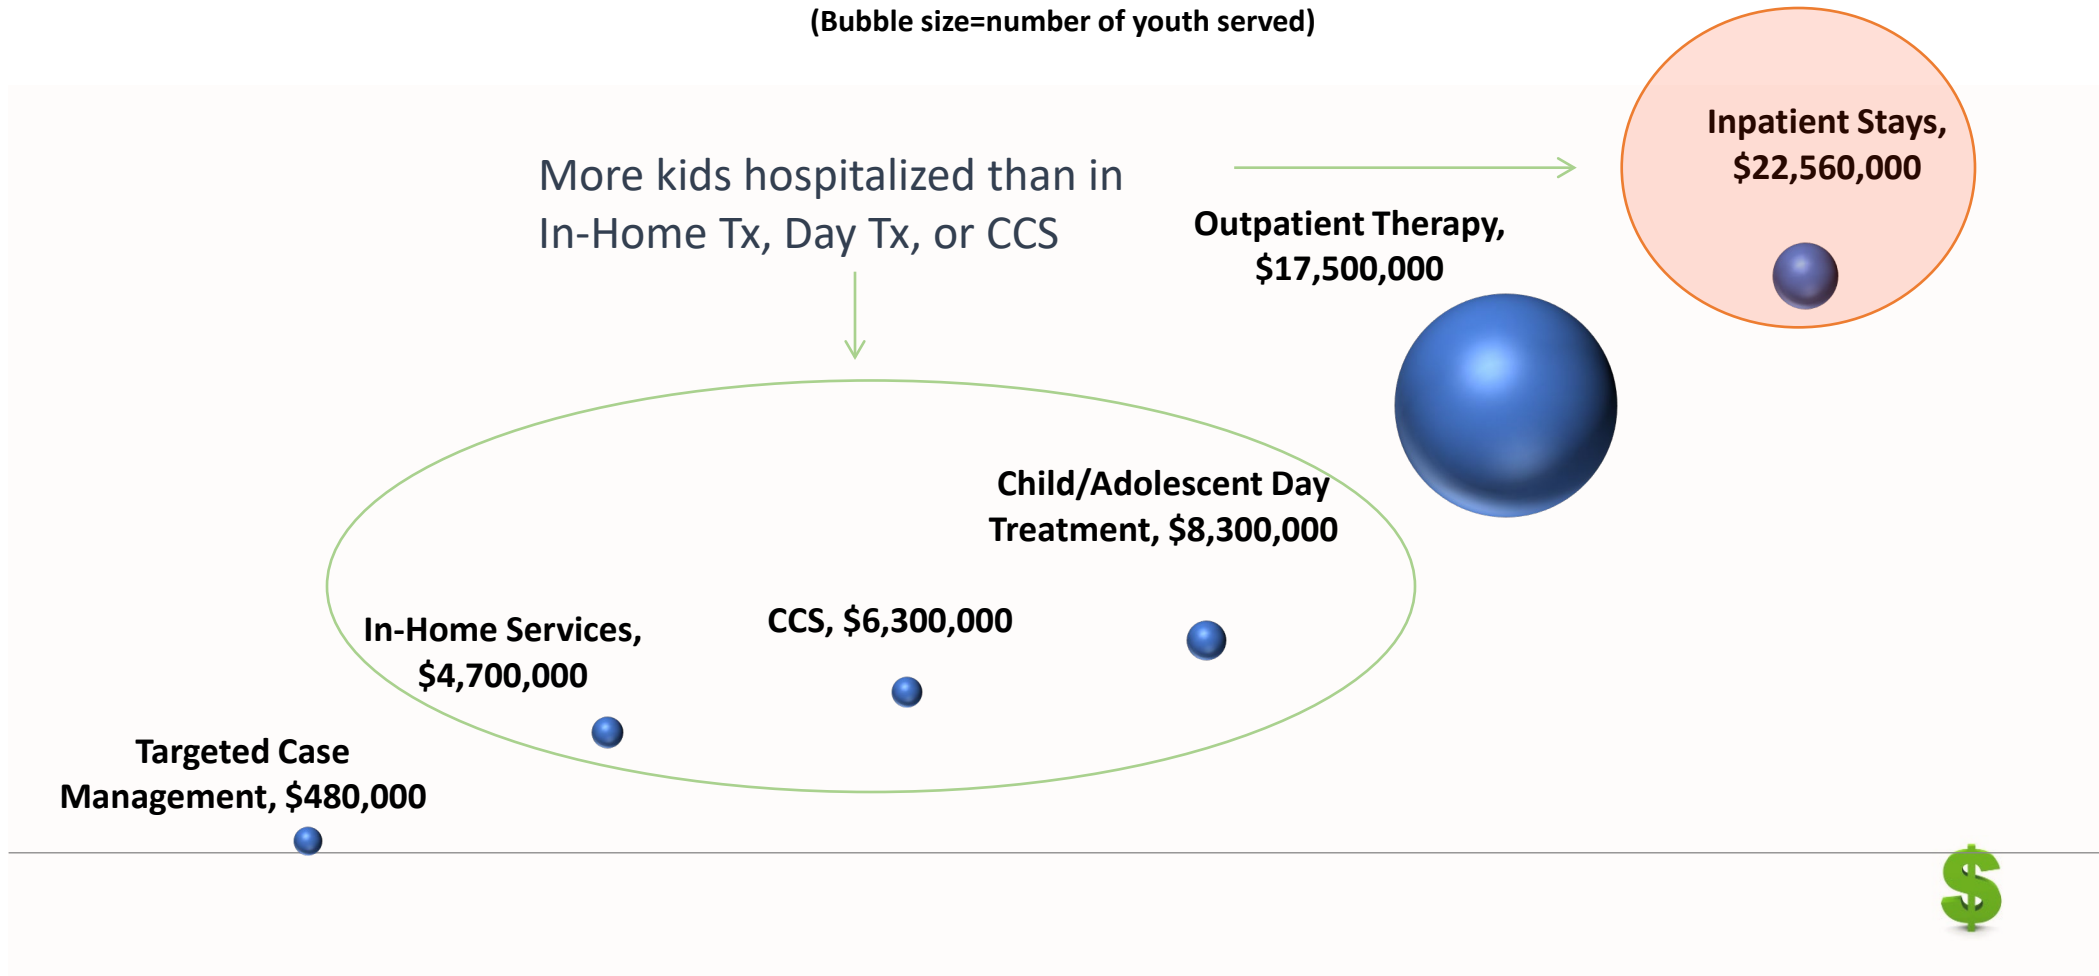 (Bubble size=number of youth served)
Inpatient Stays,
$22,560,000
More kids hospitalized than in
In-Home Tx, Day Tx, or CCS
Outpatient Therapy,
$17,500,000
Child/Adolescent Day
Treatment, $8,300,000
CCS, $6,300,000
In-Home Services,
$4,700,000
Targeted Case
Management, $480,000
$